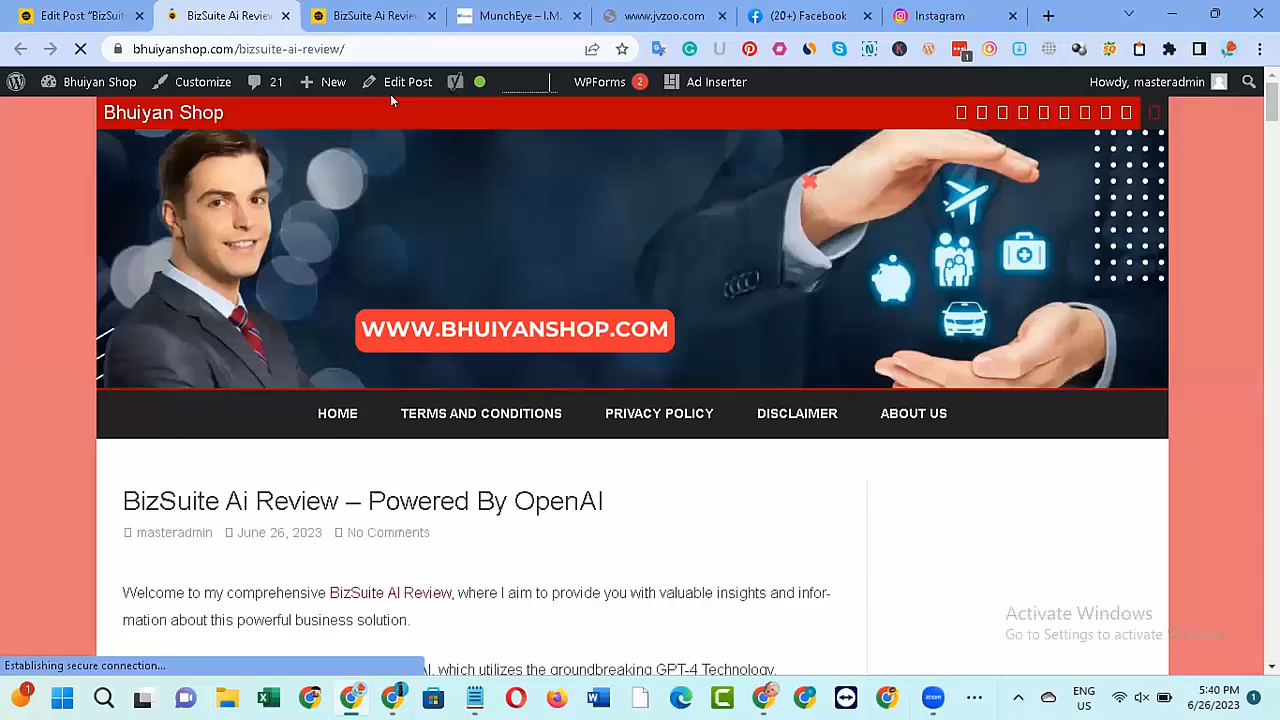 Edit Post "BizSu
BizSuite Ai Review
BizSuite Ai Review
MunchEye – I.M.
www.jvzoo.com
(20+) Facebook
Instagram
bhuiyanshop.com/bizsuite-ai-review/
Bhuiyan Shop
Customize
21
New
Edit Post
WPForms 2
Ad Inserter
Howdy, masteradmin
Bhuiyan Shop
WWW.BHUIYANSHOP.COM
HOME
TERMS AND CONDITIONS
PRIVACY POLICY
DISCLAIMER
ABOUT US
BizSuite Ai Review – Powered By OpenAI
masteradmin
June 26, 2023
No Comments
Welcome to my comprehensive BizSuite AI Review, where I aim to provide you with valuable insights and infor-
mation about this powerful business solution.
AI, which utilizes the groundbreaking GPT-4 Technology.
Activate Windows
Go to Settings to activate Windows.
Establishing secure connection...
ENG
US
5:40 PM
6/26/2023